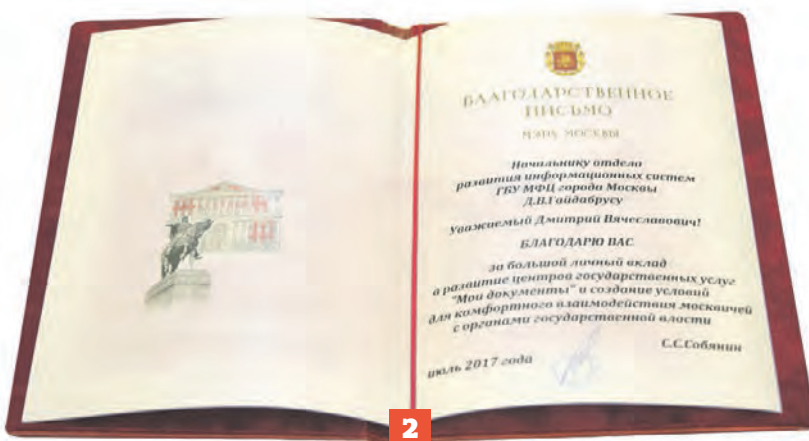 БЛАГОДАРСТВЕННОЕ
ПИСЬМО
МЭРА МОСКВЫ
Начальнику отдела
развития информационных систем
ГБУ МФЦ города Москвы
Д.В.Гайдабрусу
Уважаемый Дмитрий Вячеславович!
БЛАГОДАРЮ ВАС
за большой личный вклад
в развитие центров государственных услуг
"Мои документы" и создание условий
для комфортного взаимодействия москвичей
с органами государственной власти
С.С.Собянин
июль 2017 года
2